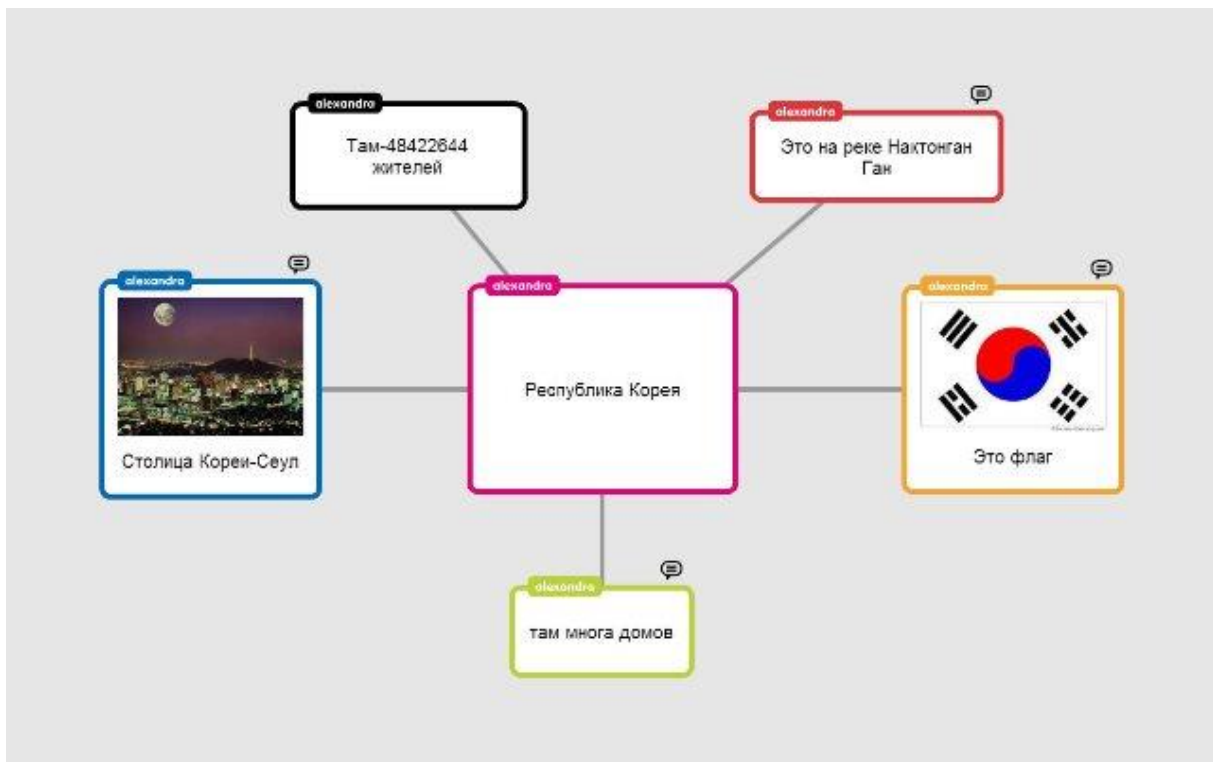 alexandra
Там-48422644
жителей
alexandra
Это на реке Нактонган
Ган
alexandra
Столица Кореи-Сеул
alexandra
Республика Корея
alexandra
Это флаг
alexandra
там многа домов